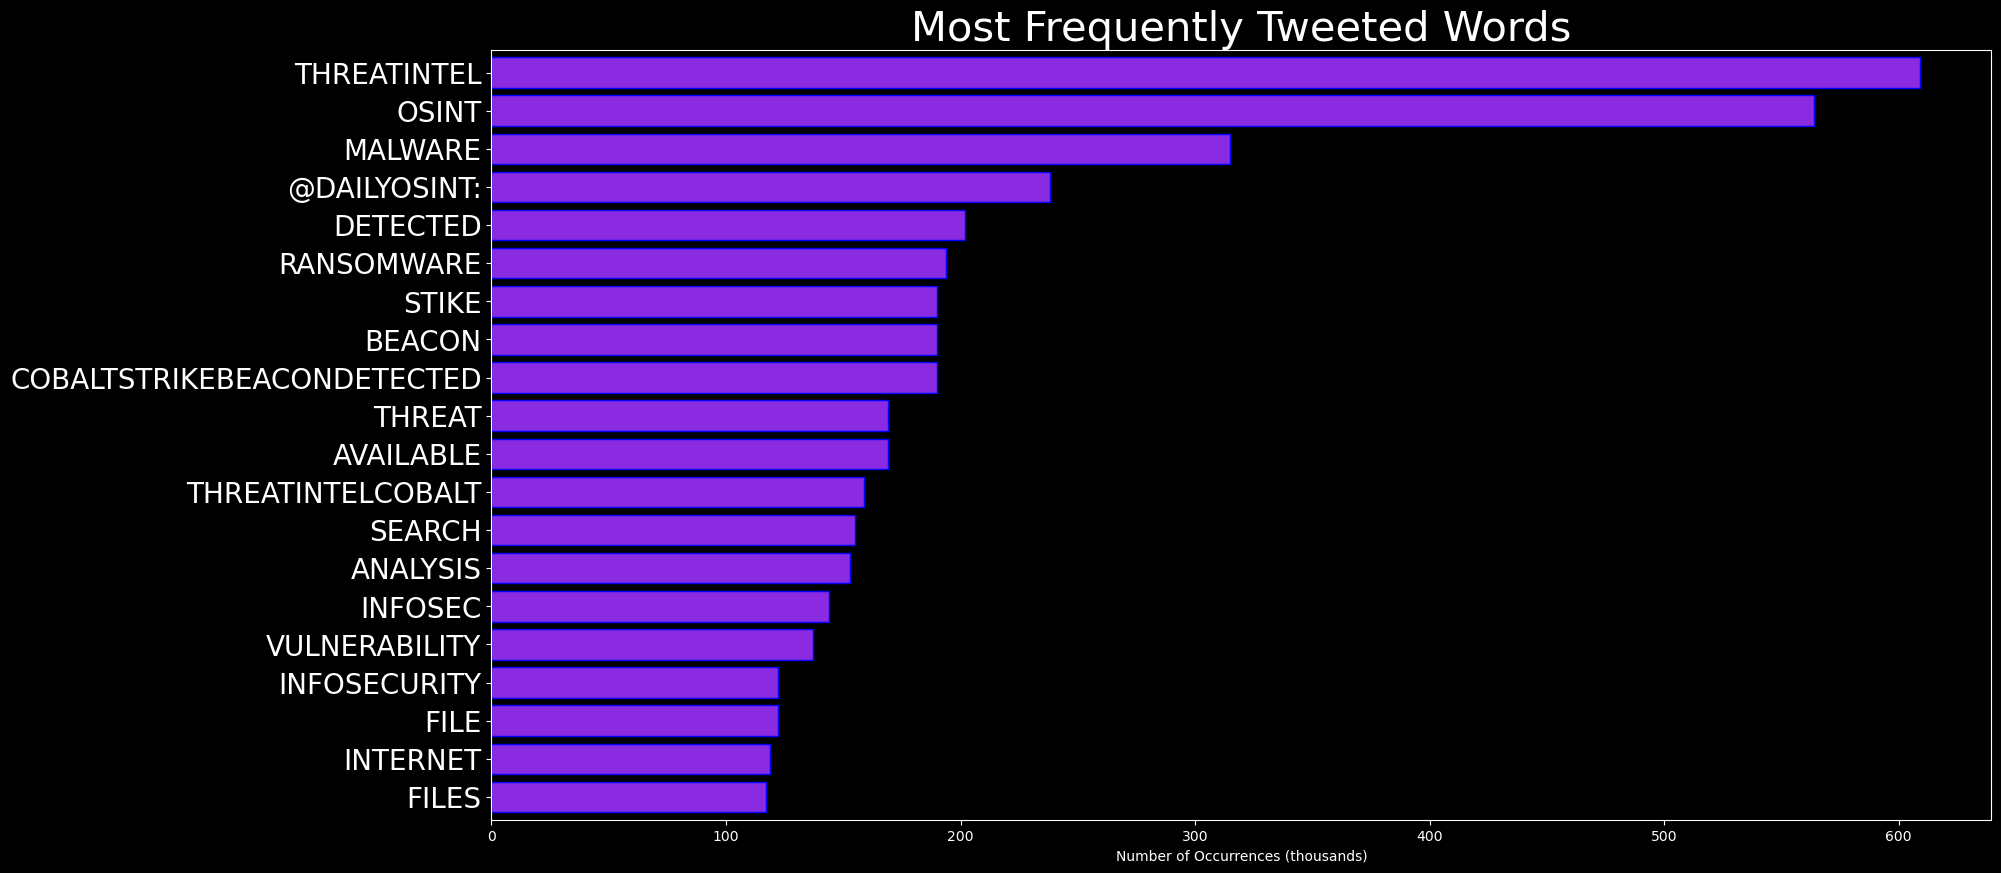 Most Frequently Tweeted Words
THREATINTEL
OSINT
MALWARE
@DAILYOSINT:
DETECTED
RANSOMWARE
STIKE
BEACON
COBALTSTRIKEBEACONDETECTED
THREAT
AVAILABLE
THREATINTELCOBALT
SEARCH
ANALYSIS
INFOSEC
VULNERABILITY
INFOSECURITY
FILE
INTERNET
FILES
0 100 200 300 400 500 600
Number of Occurrences (thousands)